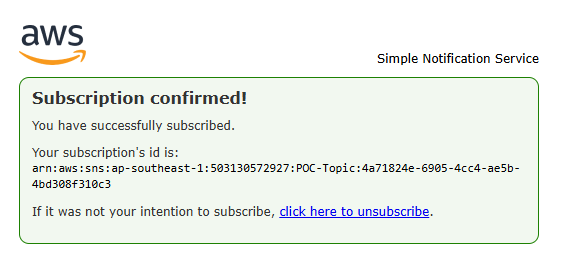 aws
Simple Notification Service
Subscription confirmed!
You have successfully subscribed.
Your subscription's id is:
arn:aws:sns:ap-southeast-1:503130572927:POC-Topic:4a71824e-6905-4cc4-ae5b-
4bd308f310c3
If it was not your intention to subscribe, click here to unsubscribe.